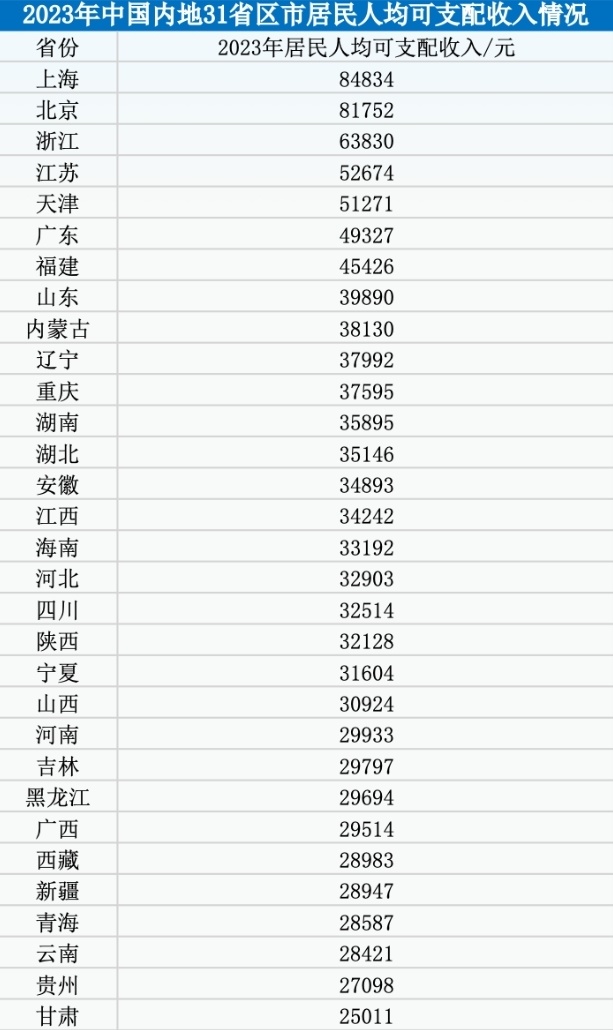 2023年中国内地31省区市居民人均可支配收入情况
省份 2023年居民人均可支配收入/元
上海 84834
北京 81752
浙江 63830
江苏 52674
天津 51271
广东 49327
福建 45426
山东 39890
内蒙古 38130
辽宁 37992
重庆 37595
湖南 35895
湖北 35146
安徽 34893
江西 34242
海南 33192
河北 32903
四川 32514
陕西 32128
宁夏 31604
山西 30924
河南 29933
吉林 29797
黑龙江 29694
广西 29514
西藏 28983
新疆 28947
青海 28587
云南 28421
贵州 27098
甘肃 25011